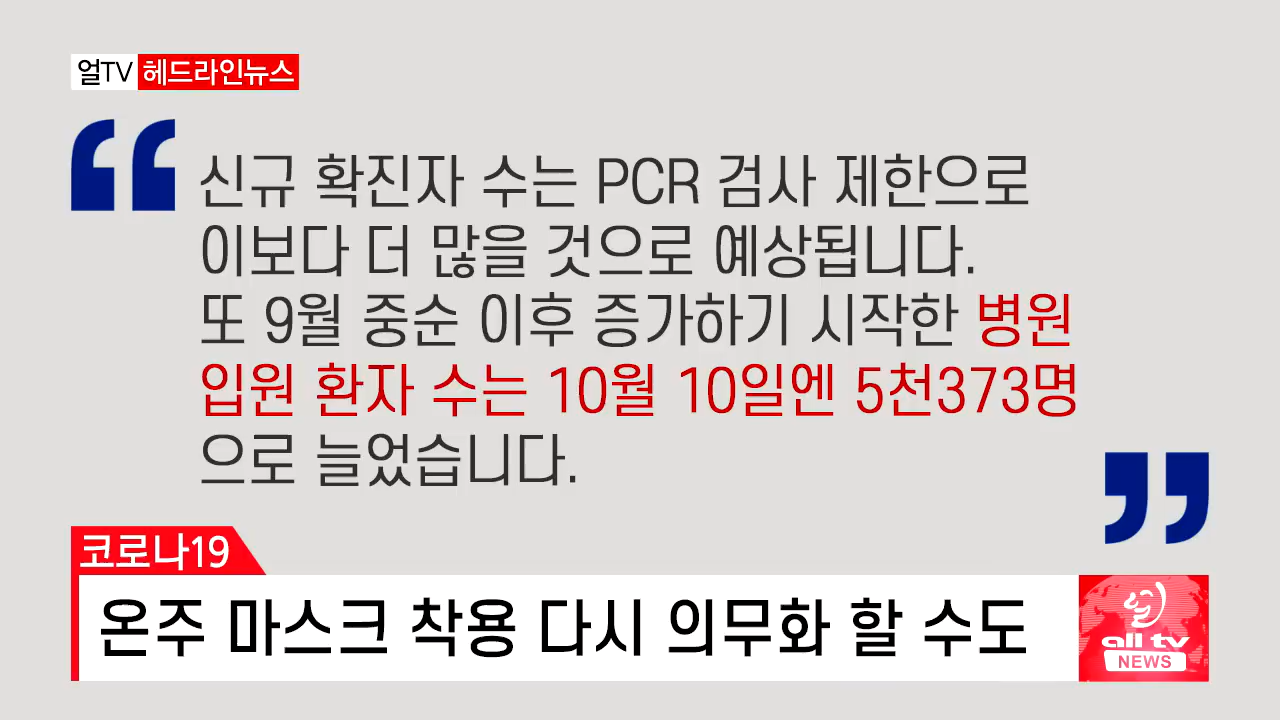 얼TV 헤드라인뉴스
신규 확진자 수는 PCR 검사 제한으로
이보다 더 많을 것으로 예상됩니다.
또 9월 중순 이후 증가하기 시작한 병원
입원 환자 수는 10월 10일엔 5천373명
으로 늘었습니다.
코로나19
온주 마스크 착용 다시 의무화 할 수도
얼
all tv
NEWS